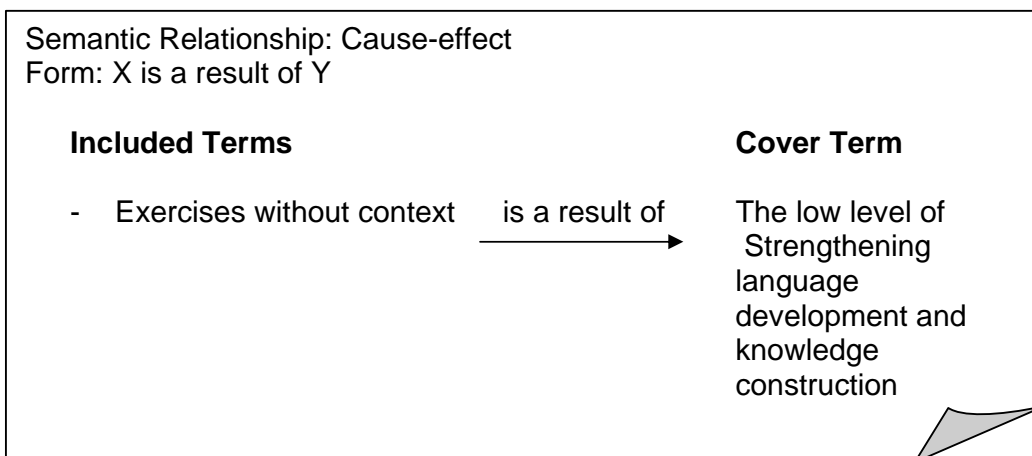 Semantic Relationship: Cause-effect
Form: X is a result of Y
Included Terms
Cover Term
- Exercises without context is a result of The low level of
Strengthening
language
development and
knowledge
construction